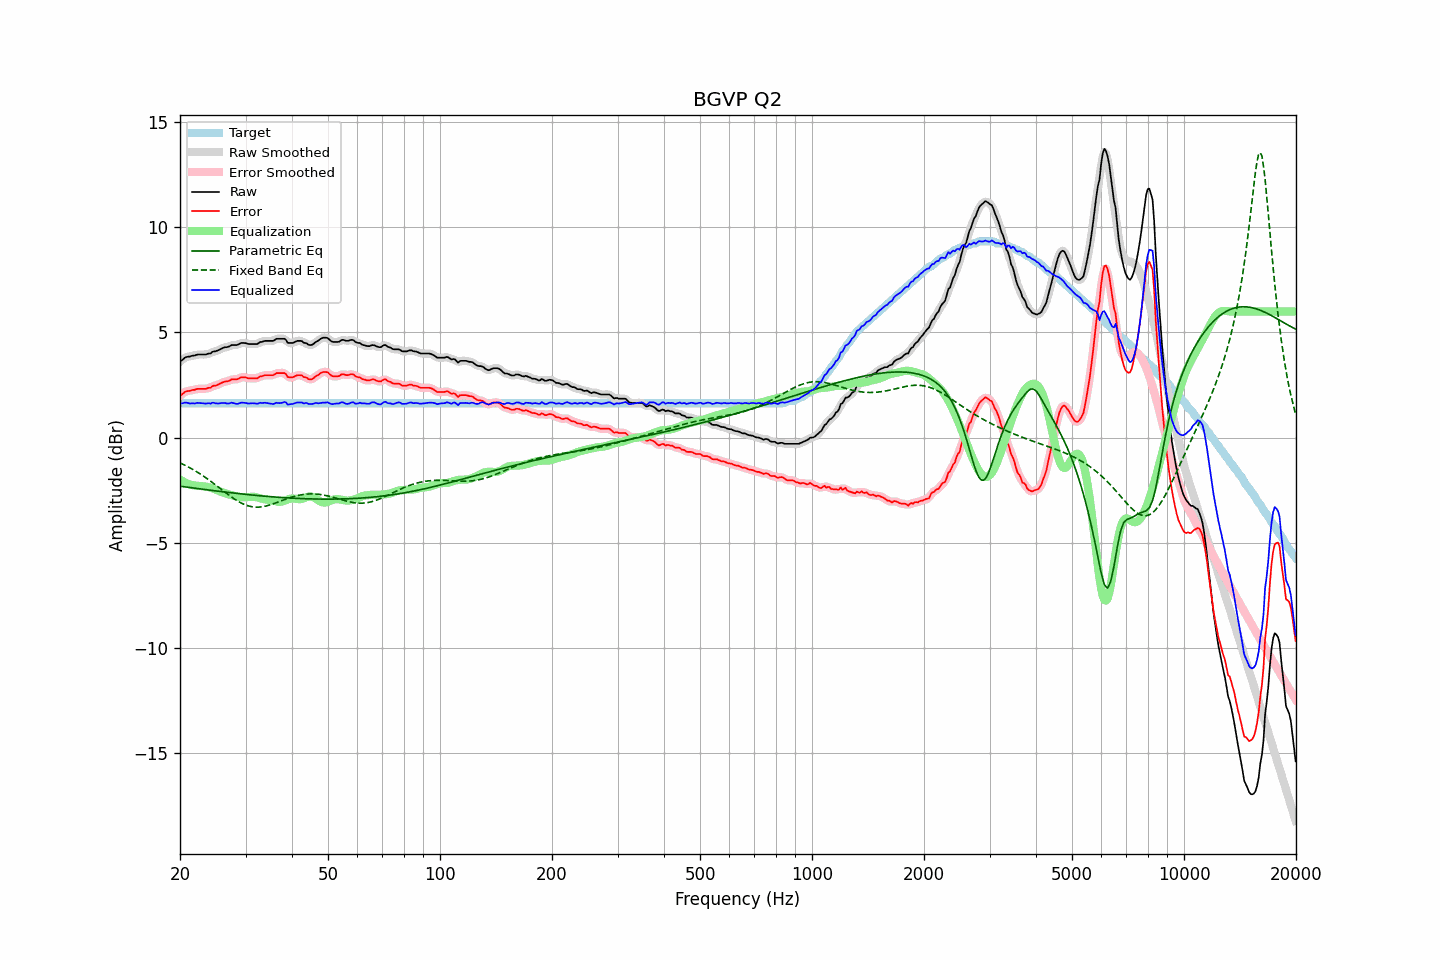 BGVP Q2
15
10
5
0
−5
−10
−15
Amplitude (dBr)
Target
Raw Smoothed
Error Smoothed
Raw
Error
Equalization
Parametric Eq
Fixed Band Eq
Equalized
20 50 100 200 500 1000 2000 5000 10000 20000
Frequency (Hz)